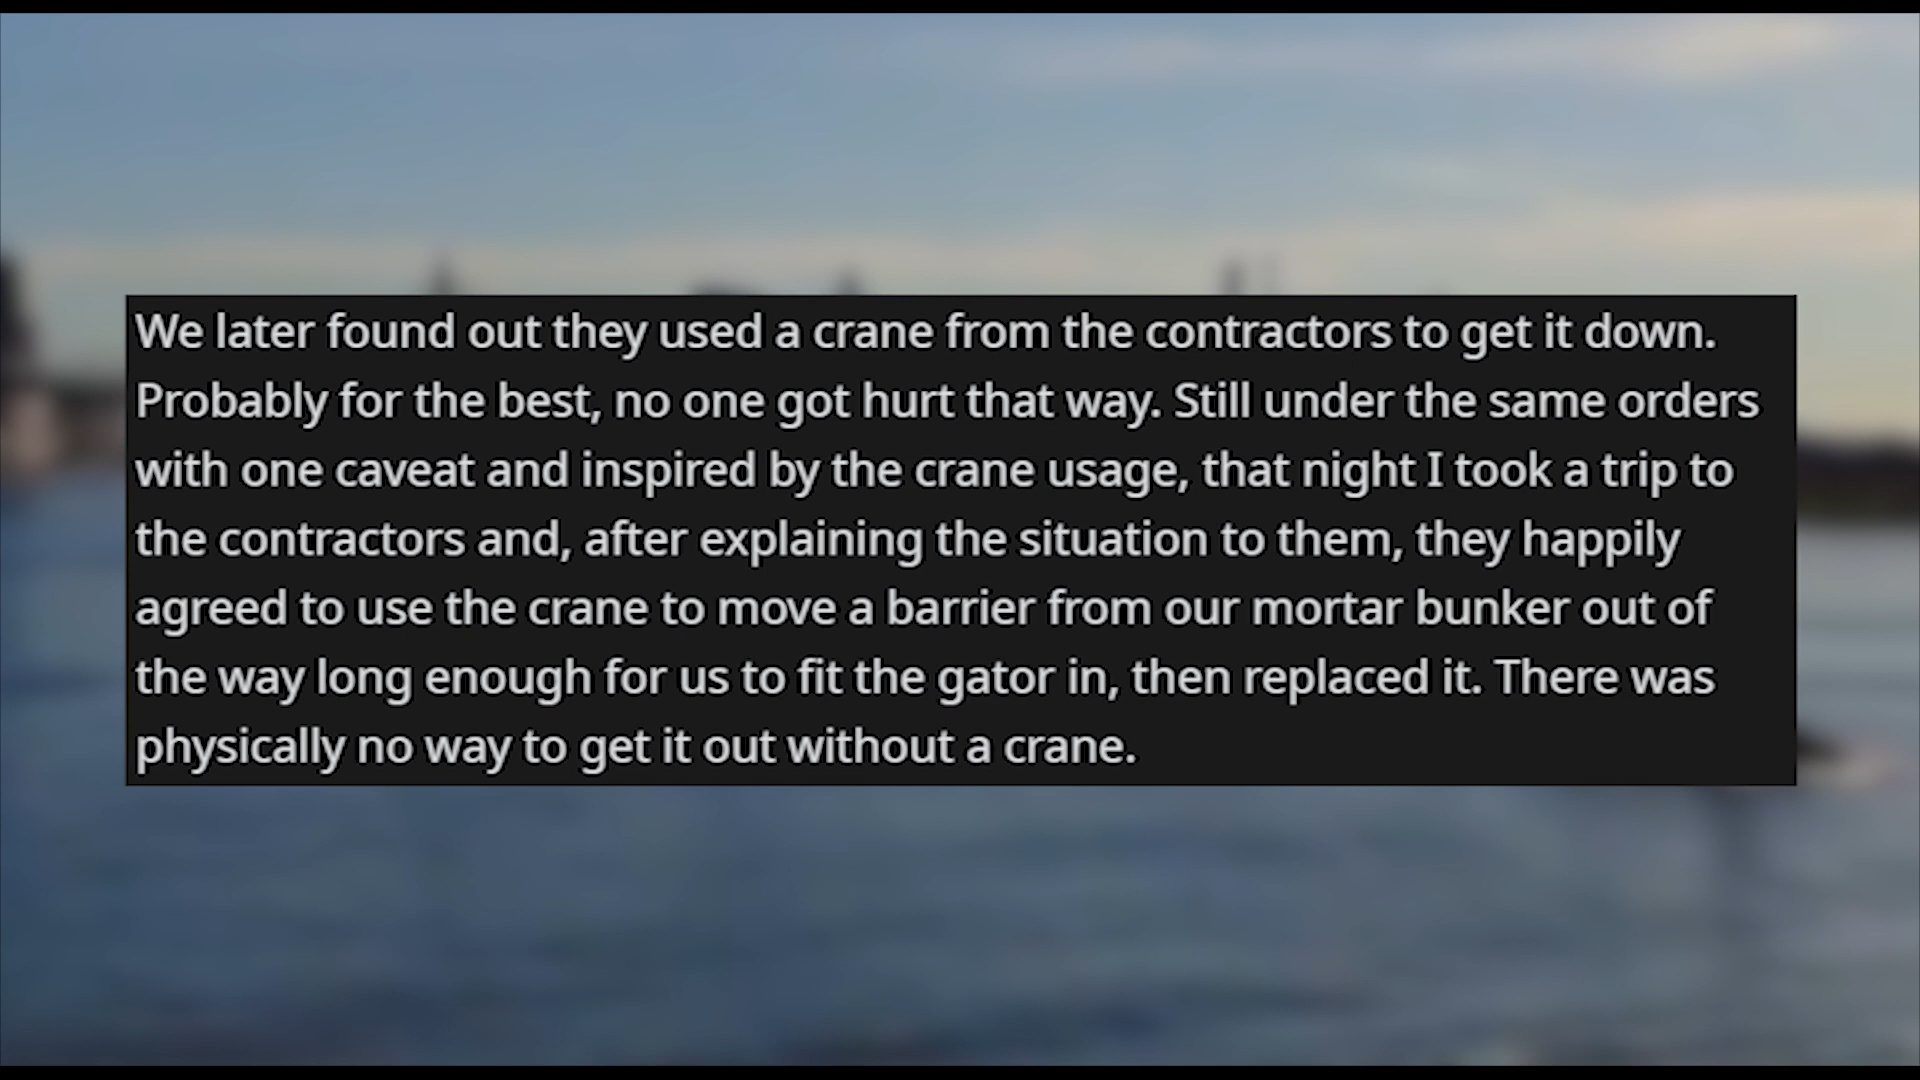 We later found out they used a crane from the contractors to get it down.
Probably for the best, no one got hurt that way. Still under the same orders
with one caveat and inspired by the crane usage, that night I took a trip to
the contractors and, after explaining the situation to them, they happily
agreed to use the crane to move a barrier from our mortar bunker out of
the way long enough for us to fit the gator in, then replaced it. There was
physically no way to get it out without a crane.